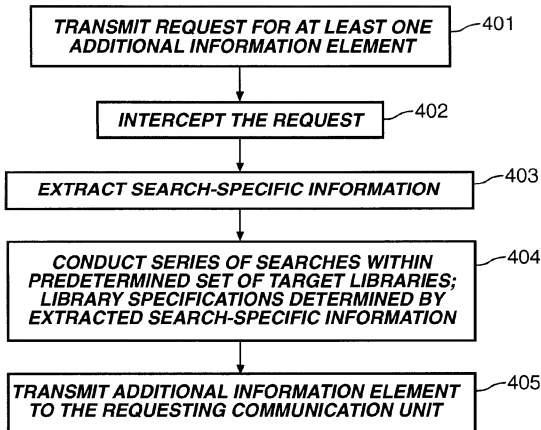 TRANSMIT REQUEST FOR AT LEAST ONE
ADDITIONAL INFORMATION ELEMENT
401
INTERCEPT THE REQUEST
402
EXTRACT SEARCH-SPECIFIC INFORMATION
403
CONDUCT SERIES OF SEARCHES WITHIN
PREDETERMINED SET OF TARGET LIBRARIES;
LIBRARY SPECIFICATIONS DETERMINED BY
EXTRACTED SEARCH-SPECIFIC INFORMATION
404
TRANSMIT ADDITIONAL INFORMATION ELEMENT
TO THE REQUESTING COMMUNICATION UNIT
405